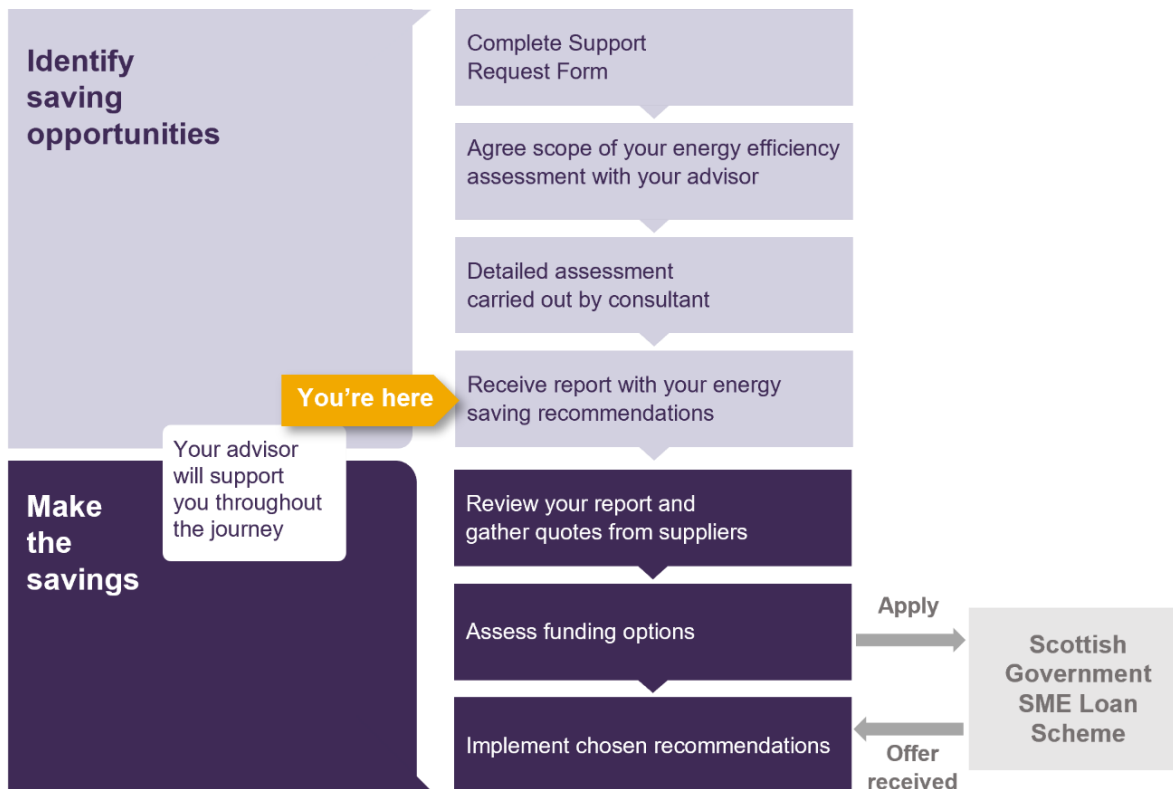 Identify
saving
opportunities
Complete Support
Request Form
Agree scope of your energy efficiency
assessment with your advisor
Detailed assessment
carried out by consultant
You're here
Receive report with your energy
saving recommendations
Your advisor
will support
you throughout
the journey
Make
the
savings
Review your report and
gather quotes from suppliers
Assess funding options
Apply
Scottish
Government
SME Loan
Scheme
Implement chosen recommendations
Offer
received